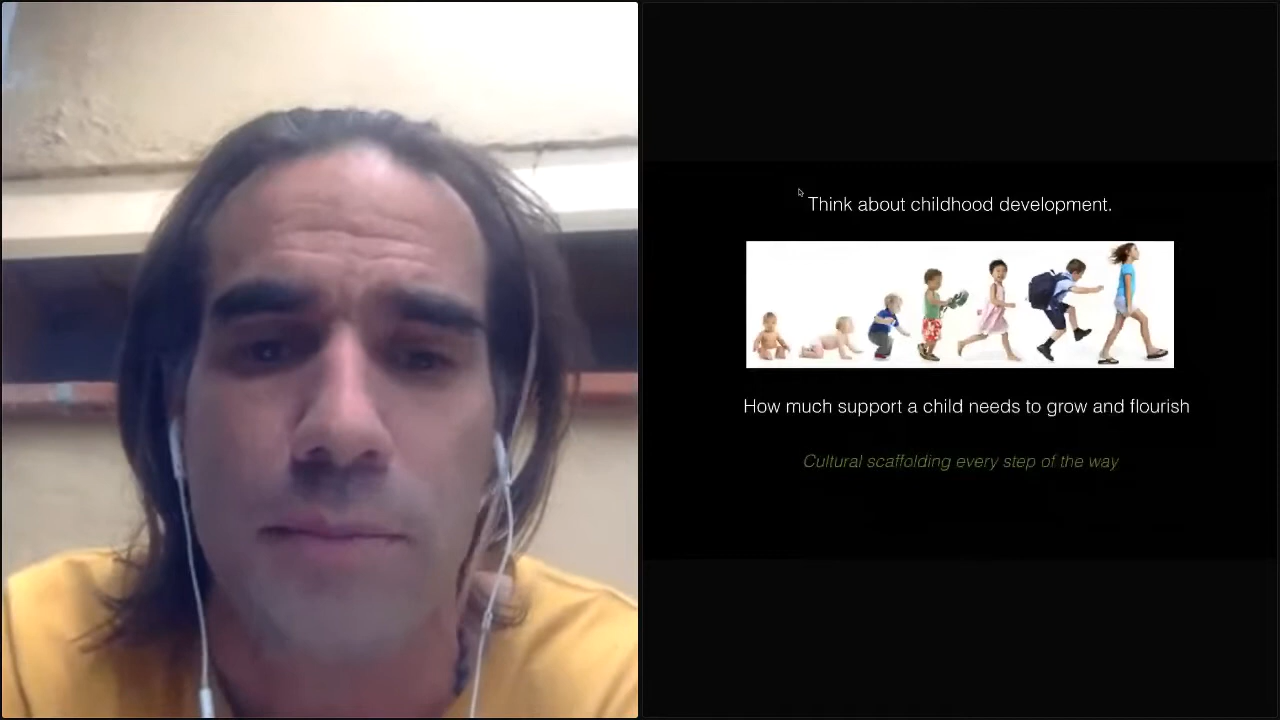 Think about childhood development.
How much support a child needs to grow and flourish
Cultural scaffolding every step of the way